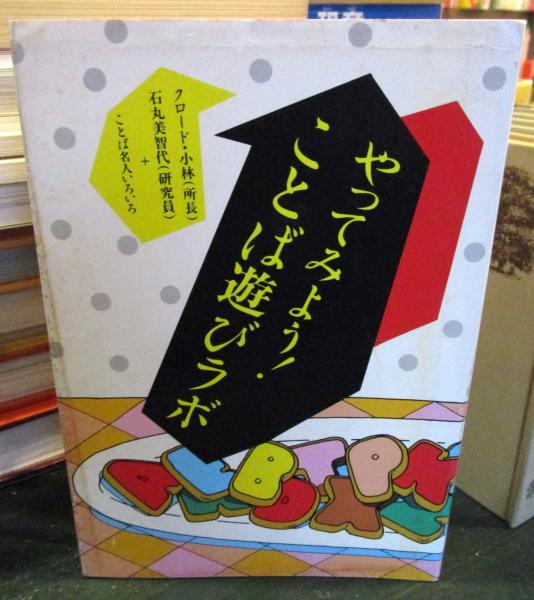 やってみよう!
ことば遊びラボ
クロード・小林(所長)
石丸美智代(研究員)
+
ことば名人いろいろ